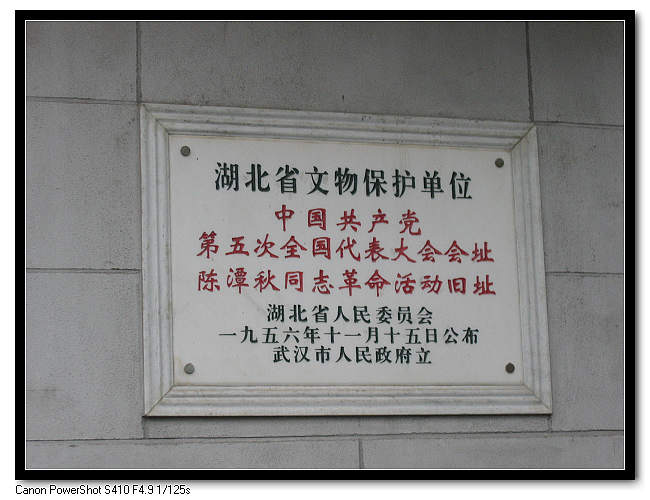 湖北省文物保护单位
中国共产党
第五次全国代表大会会址
陈潭秋同志革命活动旧址
湖北省人民委员会
一九五六年十一月十五日公布
武汉市人民政府立
Canon PowerShot S410 F4.9 1/125s